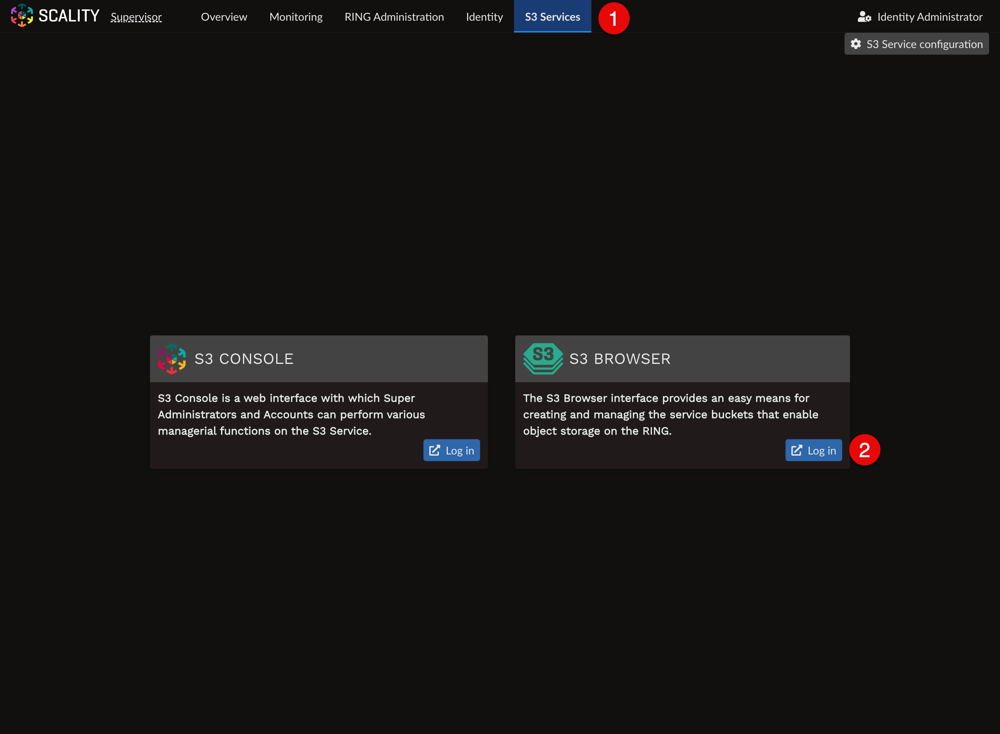 SCALITY Supervisor Overview Monitoring RING Administration Identity S3 Services 1 Identity Administrator
S3 Service configuration
S3 CONSOLE
S3 Console is a web interface with which Super
Administrators and Accounts can perform various
managerial functions on the S3 Service.
Log in
S3 S3 BROWSER
The S3 Browser interface provides an easy means for
creating and managing the service buckets that enable
object storage on the RING.
Log in 2